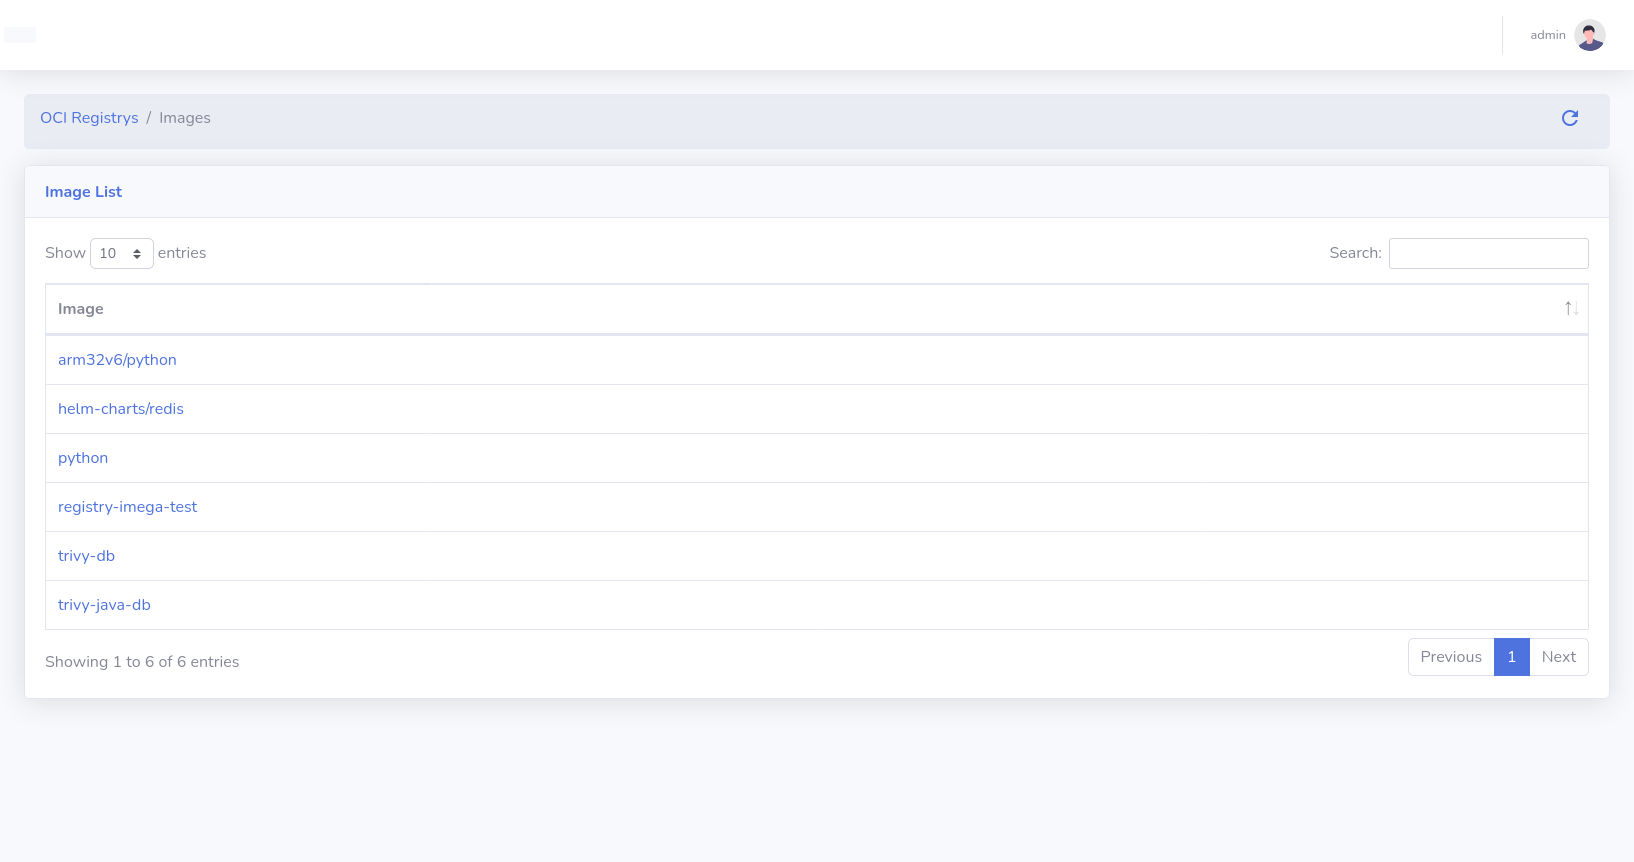 admin
OCI Registrys / Images
Image List
Show 10 entries Search:
Image
arm32v6/python
helm-charts/redis
python
registry-imega-test
trivy-db
trivy-java-db
Showing 1 to 6 of 6 entries Previous 1 Next